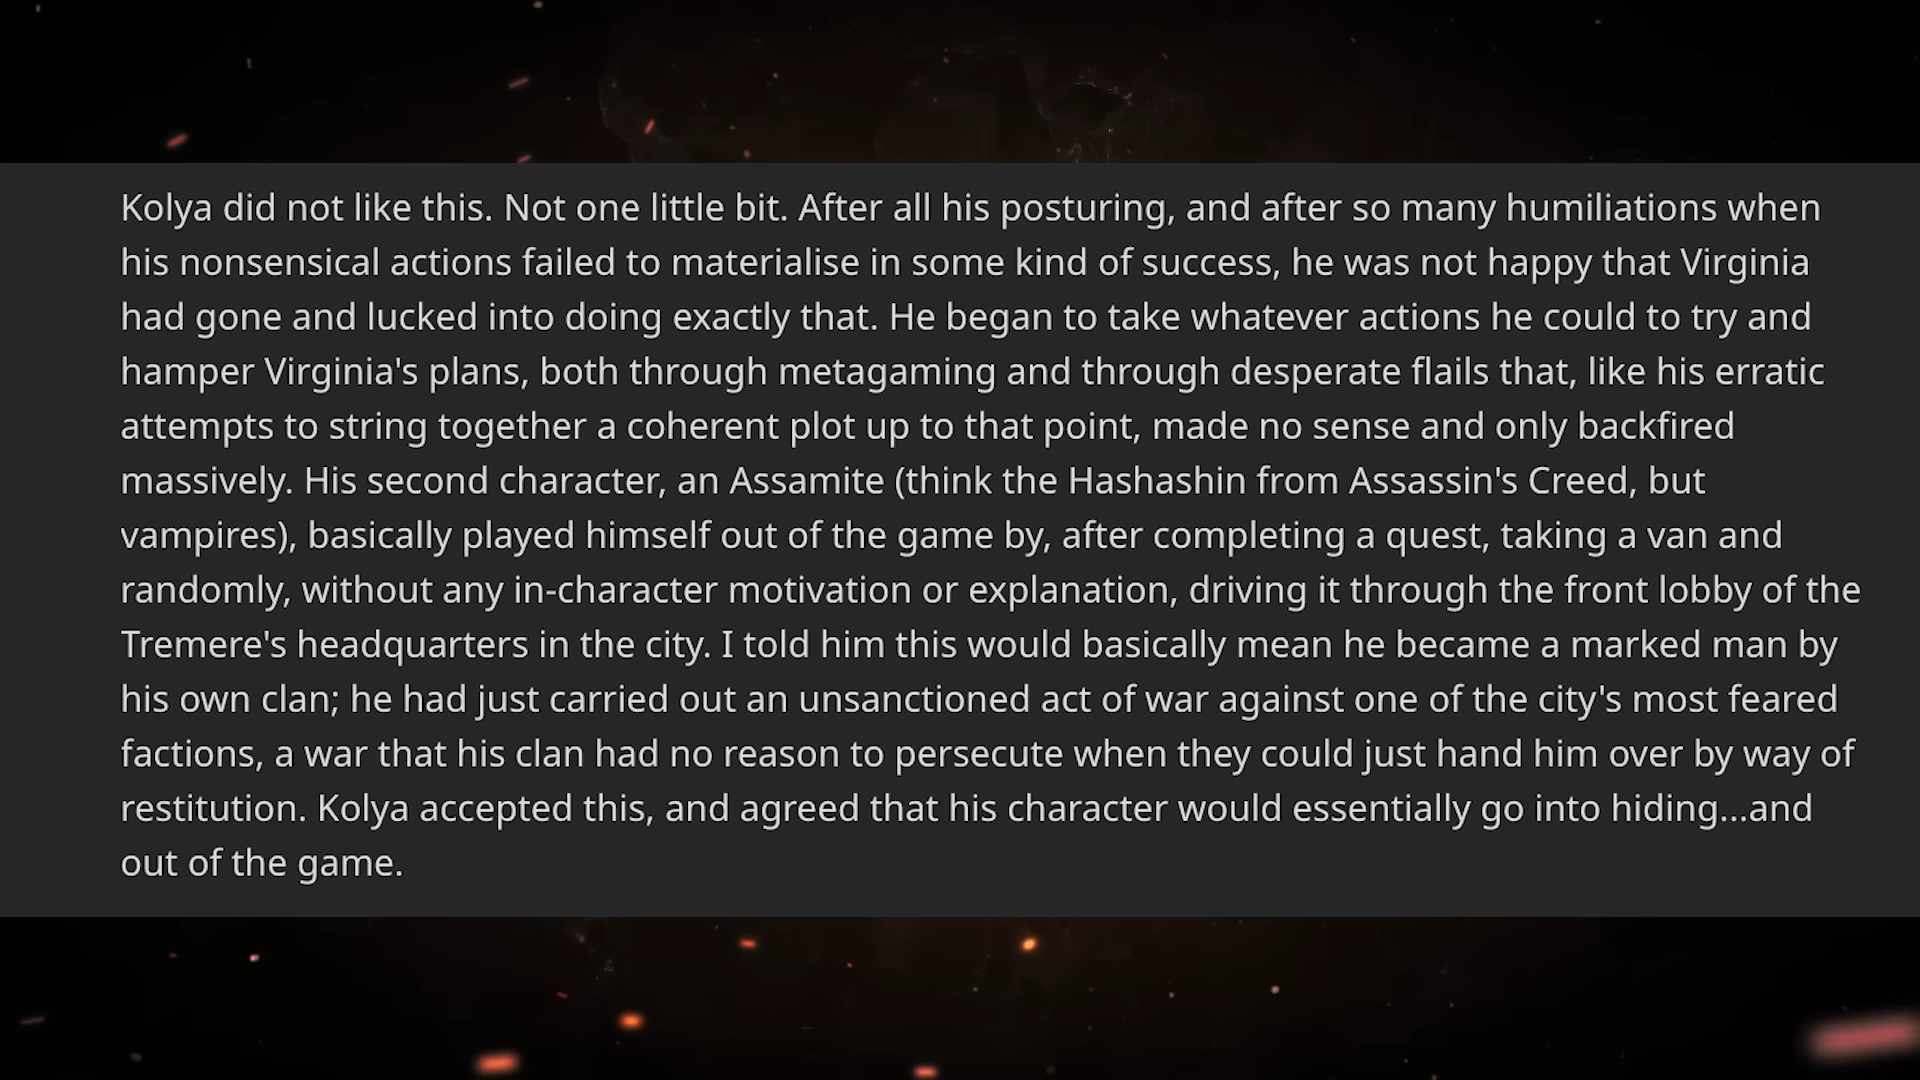 Kolya did not like this. Not one little bit. After all his posturing, and after so many humiliations when
his nonsensical actions failed to materialise in some kind of success, he was not happy that Virginia
had gone and lucked into doing exactly that. He began to take whatever actions he could to try and
hamper Virginia's plans, both through metagaming and through desperate flails that, like his erratic
attempts to string together a coherent plot up to that point, made no sense and only backfired
massively. His second character, an Assamite (think the Hashashin from Assassin's Creed, but
vampires), basically played himself out of the game by, after completing a quest, taking a van and
randomly, without any in-character motivation or explanation, driving it through the front lobby of the
Tremere's headquarters in the city. I told him this would basically mean he became a marked man by
his own clan; he had just carried out an unsanctioned act of war against one of the city's most feared
factions, a war that his clan had no reason to persecute when they could just hand him over by way of
restitution. Kolya accepted this, and agreed that his character would essentially go into hiding...and
out of the game.